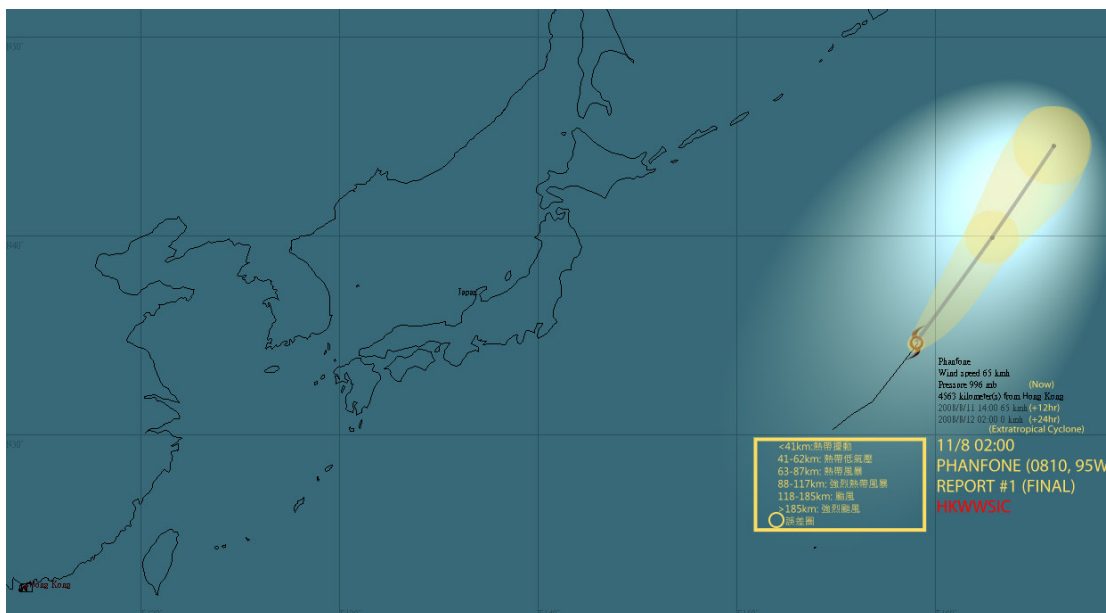 Japan
Hong Kong
Phanfone
Wind speed 65 kmh
Pressure 996 mb (Now)
4563 kilometer(s) from Hong Kong
2008/8/11 14:00 65 kmh (+12hr)
2008/8/12 02:00 0 kmh (+24hr)
(Extratropical Cyclone)
11/8 02:00
PHANFONE (0810, 95W
REPORT #1 (FINAL)
HKWWSIC
<41km:熱帶擾動
41-62km: 熱帶低氣壓
63-87km: 熱帶風暴
88-117km: 強烈熱帶風暴
118-185km: 颱風
>185km: 強烈颱風
誤差圈